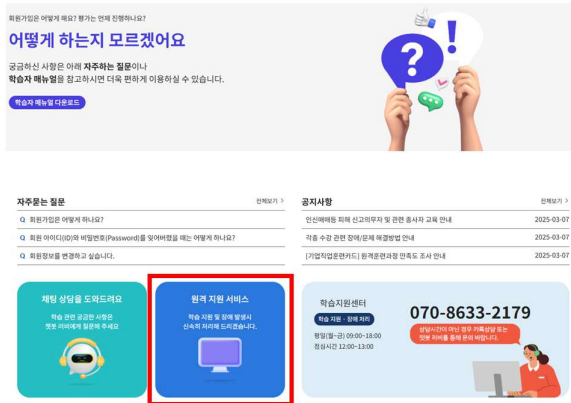 회원가입은 어떻게 해요? 평가는 언제 진행하나요?
어떻게 하는지 모르겠어요
궁금하신 사항은 아래 자주하는 질문이나
학습자 매뉴얼을 참고하시면 더욱 편하게 이용하실 수 있습니다.
학습자 매뉴얼 다운로드
자주묻는 질문
전체보기 >
Q 회원가입은 어떻게 하나요?
Q 회원 아이디(ID)와 비밀번호(Password)를 잊어버렸을 때는 어떻게 하나요?
Q 회원정보를 변경하고 싶습니다.
공지사항
전체보기 >
인신매매등 피해 신고의무자 및 관련 종사자 교육 안내 2025-03-07
각종 수강 관련 장애/문제 해결방법 안내 2025-03-07
[기업직업훈련카드] 원격훈련과정 만족도 조사 안내 2025-03-07
채팅 상담을 도와드려요
학습 관련 궁금한 사항은
챗봇 러비에게 질문해 주세요
원격 지원 서비스
학습 지원 및 장애 발생시
신속히 처리해 드리겠습니다.
학습지원센터
학습 지원 · 장애 처리
평일(월~금) 09:00~18:00
점심시간 12:00~13:00
070-8633-2179
상담시간이 아닌 경우 카톡상담 또는
챗봇 러비를 통해 문의 바랍니다.